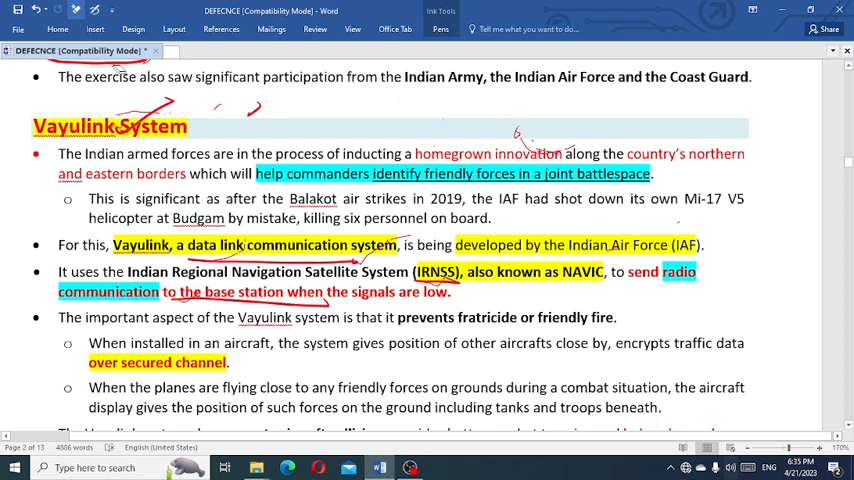 DEFECNCE [Compatibility Mode] - Word
Ink Tools
File Home Insert Draw Design Layout References Mailings Review View Office Tab Pens Tell me what you want to do... Share
DEFECNCE [Compatibility Mode] *
The exercise also saw significant participation from the Indian Army, the Indian Air Force and the Coast Guard.
Vayulink System
The Indian armed forces are in the process of inducting a homegrown innovation along the country's northern
and eastern borders which will help commanders identify friendly forces in a joint battlespace.
This is significant as after the Balakot air strikes in 2019, the IAF had shot down its own Mi-17 V5
helicopter at Budgam by mistake, killing six personnel on board.
For this, Vayulink, a data link communication system, is being developed by the Indian Air Force (IAF).
It uses the Indian Regional Navigation Satellite System (IRNSS), also known as NAVIC, to send radio
communication to the base station when the signals are low.
The important aspect of the Vayulink system is that it prevents fratricide or friendly fire.
When installed in an aircraft, the system gives position of other aircrafts close by, encrypts traffic data
over secured channel.
When the planes are flying close to any friendly forces on grounds during a combat situation, the aircraft
display gives the position of such forces on the ground including tanks and troops beneath.
Page 2 of 13 4886 words English (United States) 170%
Type here to search
ENG
6:35 PM
4/21/2023